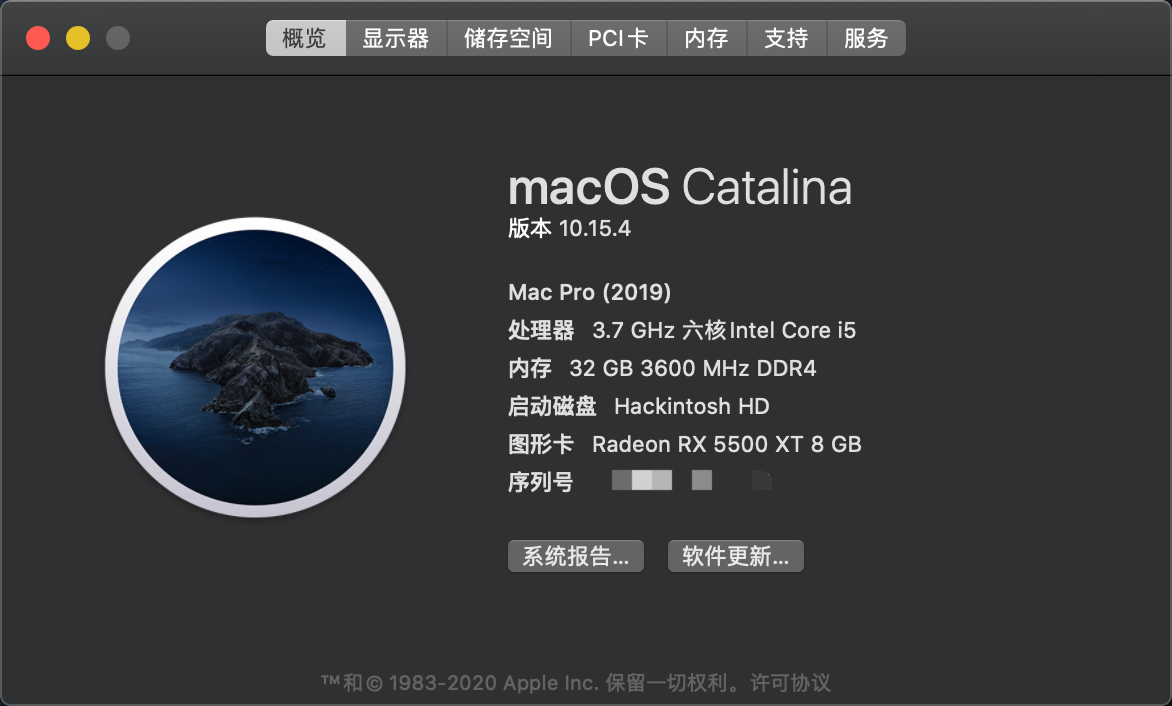 概览 显示器 储存空间 PCI卡 内存 支持 服务
macOS Catalina
版本 10.15.4
Mac Pro (2019)
处理器 3.7 GHz 六核Intel Core i5
内存 32 GB 3600 MHz DDR4
启动磁盘 Hackintosh HD
图形卡 Radeon RX 5500 XT 8 GB
序列号
系统报告... 软件更新...
™和© 1983-2020 Apple Inc. 保留一切权利。许可协议